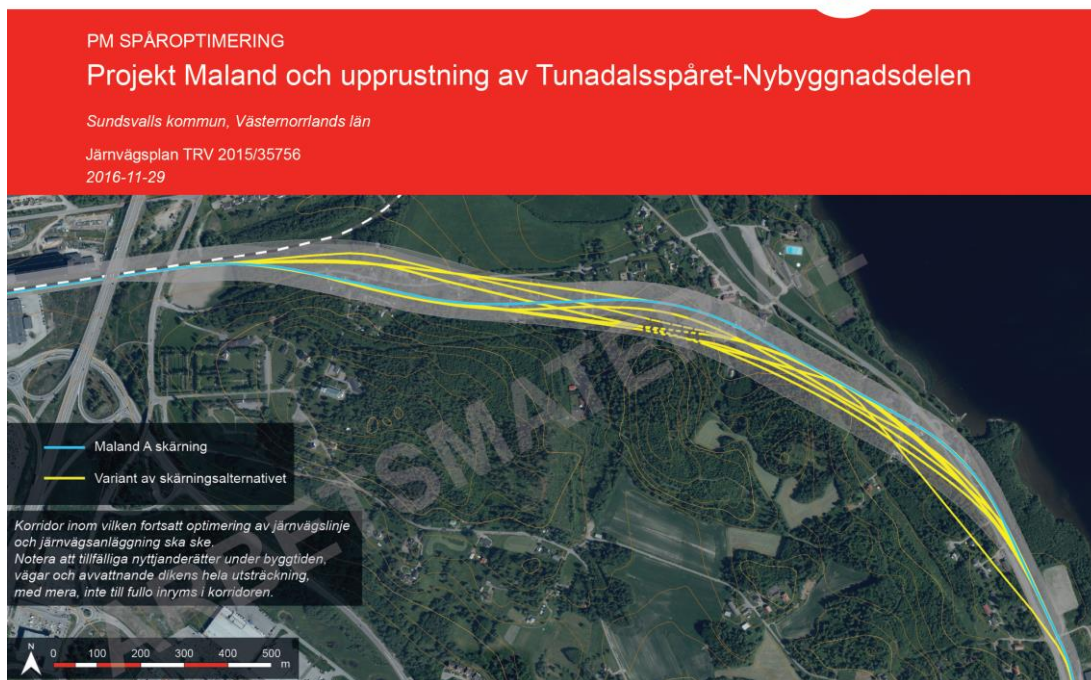 PM SPÅROPTIMERING
Projekt Maland och upprustning av Tunadalsspåret-Nybyggnadsdelen
Sundsvalls kommun, Västernorrlands län
Järnvägsplan TRV 2015/35756
2016-11-29
Maland A skärning
Variant av skärningsalternativet
Korridor inom vilken fortsatt optimering av järnvägslinje
och järnvägsanläggning ska ske.
Notera att tillfälliga nyttjanderätter under byggtiden,
vägar och avvattnande dikens hela utsträckning,
med mera, inte till fullo inryms i korridoren.
N
0 100 200 300 400 500
m